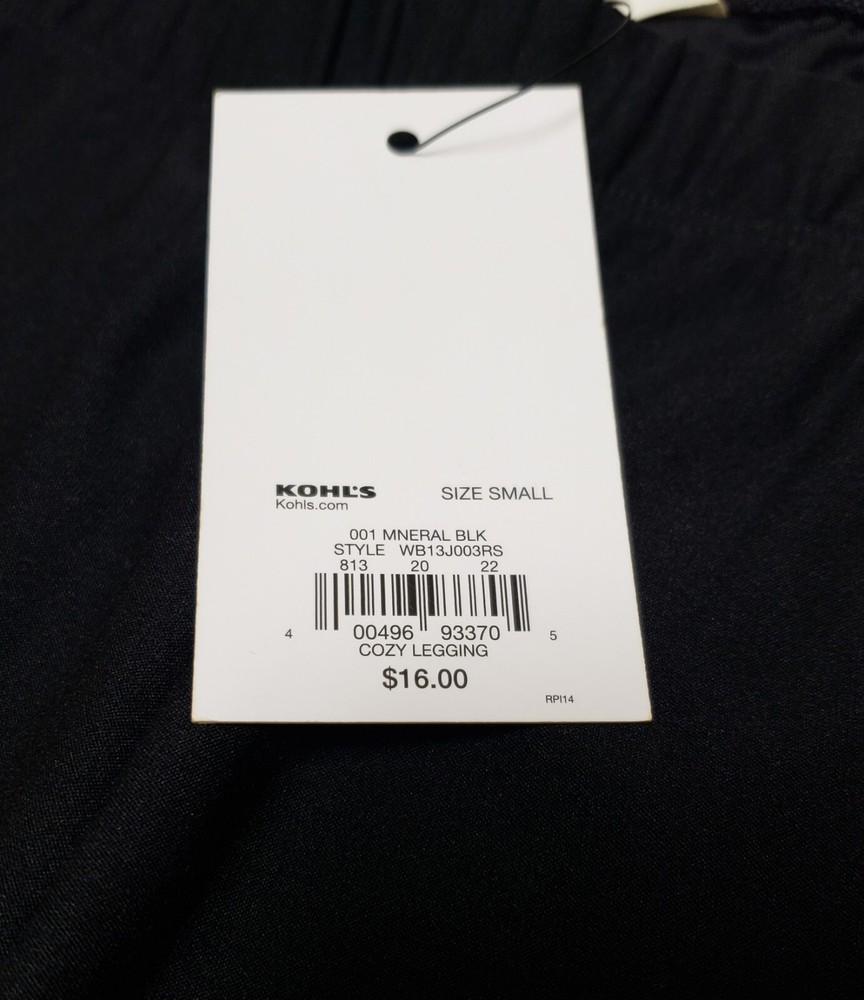 KOHL'S SIZE SMALL
Kohls.com
001 MNERAL BLK
STYLE WB13J003RS
813 20 22
4 00496 93370 5
COZY LEGGING
$16.00
RPI14